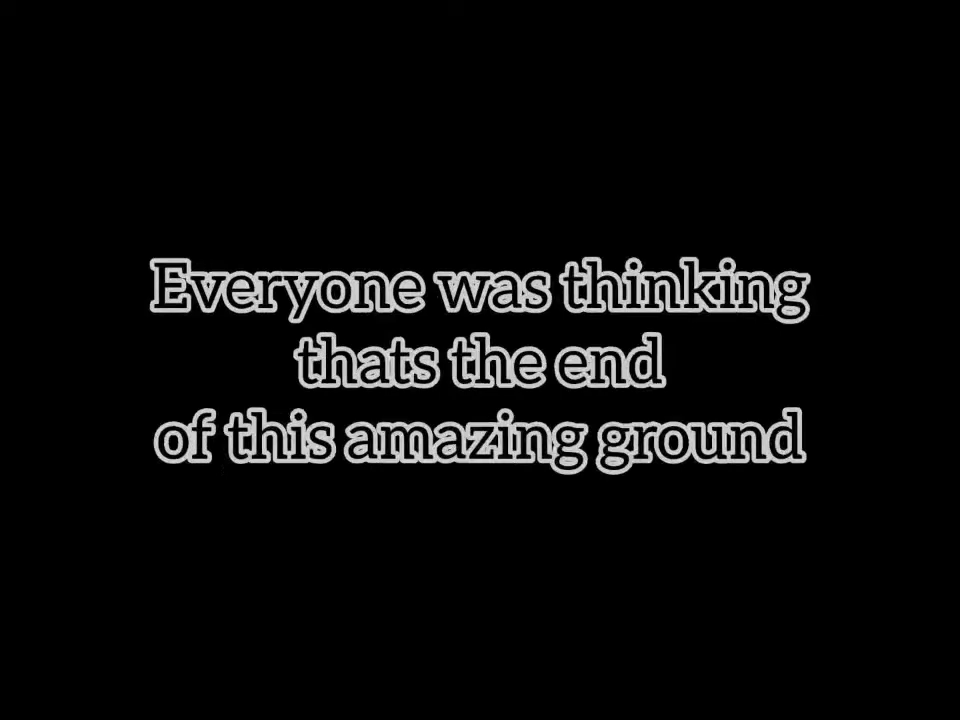 Everyone was thinking
thats the end
of this amazing ground